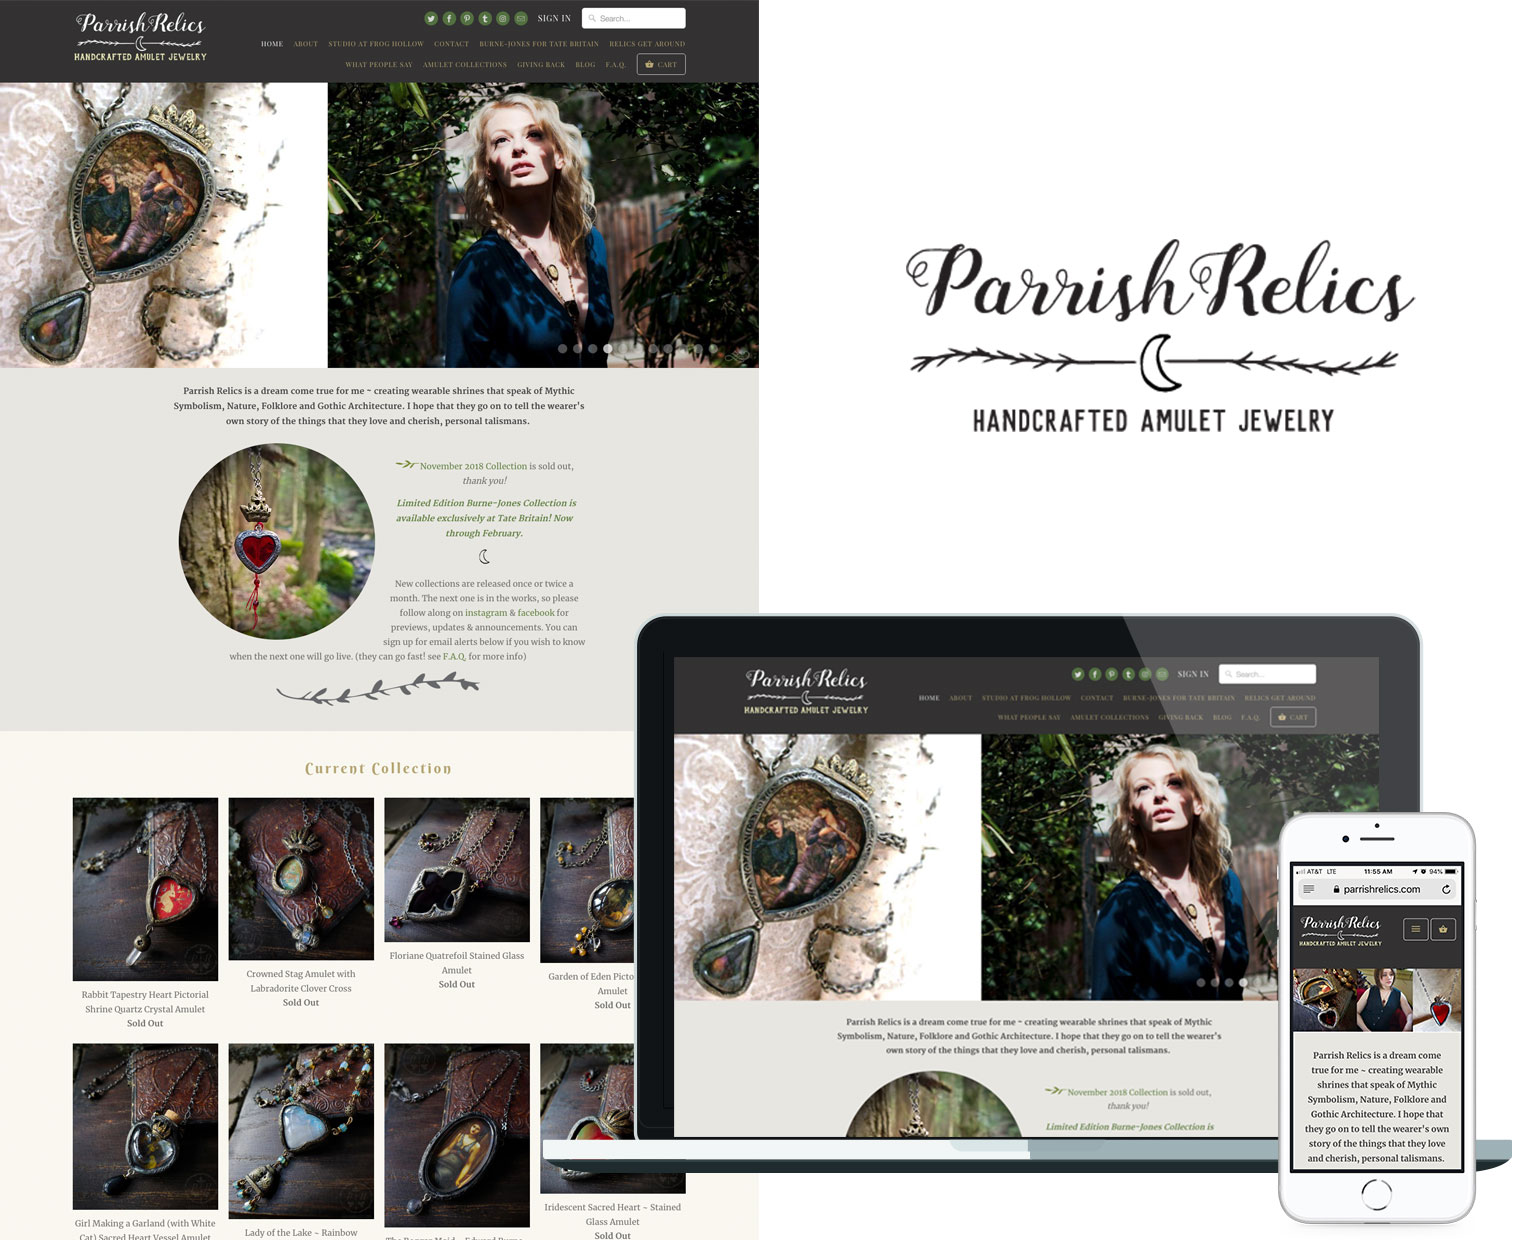 Parrish Relics
HANDCRAFTED AMULET JEWELRY
SIGN IN
Search...
HOME ABOUT STUDIO AT FROG HOLLOW CONTACT BURNE-JONES FOR TATE BRITAIN RELICS GET AROUND
WHAT PEOPLE SAY AMULET COLLECTIONS GIVING BACK BLOG F.A.Q. CART
Parrish Relics is a dream come true for me ~ creating wearable shrines that speak of Mythic
Symbolism, Nature, Folklore and Gothic Architecture. I hope that they go on to tell the wearer's
own story of the things that they love and cherish, personal talismans.
November 2018 Collection is sold out,
thank you!
Limited Edition Burne-Jones Collection is
available exclusively at Tate Britain! Now
through February.
New collections are released once or twice a
month. The next one is in the works, so please
follow along on instagram & facebook for
previews, updates & announcements. You can
sign up for email alerts below if you wish to know
when the next one will go live. (they can go fast! see F.A.Q. for more info)
Current Collection
Rabbit Tapestry Heart Pictorial
Shrine Quartz Crystal Amulet
Sold Out
Crowned Stag Amulet with
Labradorite Clover Cross
Sold Out
Floriane Quatrefoil Stained Glass
Amulet
Sold Out
Garden of Eden Picto
Amulet
Sold Out
Girl Making a Garland (with White
Cat) Sacred Heart Vessel Amulet
Lady of the Lake ~ Rainbow
Iridescent Sacred Heart ~ Stained
Glass Amulet
Sold Out
Parrish Relics
HANDCRAFTED AMULET JEWELRY
Parrish Relics
HANDCRAFTED AMULET JEWELRY
SIGN IN
Search...
HOME ABOUT STUDIO AT FROG HOLLOW CONTACT BURNE-JONES FOR TATE BRITAIN RELICS GET AROUND
WHAT PEOPLE SAY AMULET COLLECTIONS GIVING BACK BLOG F.A.Q. CART
Parrish Relics is a dream come true for me ~ creating wearable shrines that speak of Mythic
Symbolism, Nature, Folklore and Gothic Architecture. I hope that they go on to tell the wearer's
own story of the things that they love and cherish, personal talismans.
November 2018 Collection is sold out,
thank you!
Limited Edition Burne-Jones Collection is
AT&T LTE 11:55 AM 94%
parrishrelics.com
Parrish Relics
HANDCRAFTED AMULET JEWELRY
Parrish Relics is a dream come
true for me ~ creating wearable
shrines that speak of Mythic
Symbolism, Nature, Folklore and
Gothic Architecture. I hope that
they go on to tell the wearer's own
story of the things that they love
and cherish, personal talismans.